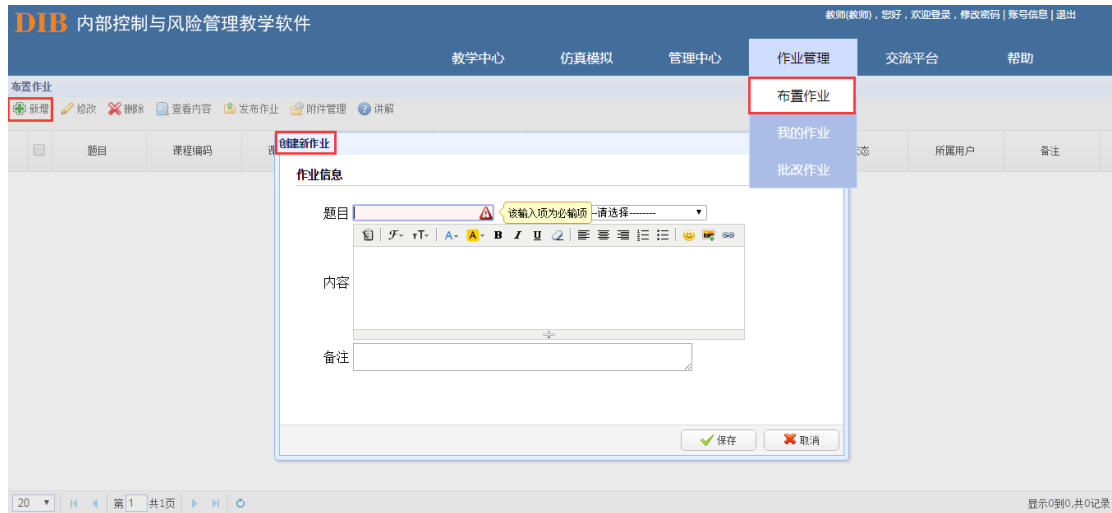 DIB 内部控制与风险管理教学软件
教师(教师)，您好，欢迎登录，修改密码 | 账号信息 | 退出
教学中心 仿真模拟 管理中心 作业管理 交流平台 帮助
布置作业
我的作业
批改作业
布置作业
新增 修改 删除 查看内容 发布作业 附件管理 讲解
题目 课程编码 所属用户 备注
创建新作业
作业信息
题目 该输入项为必输项 --请选择--------
内容
备注
保存 取消
20 第 1 共1页 显示0到0,共0记录